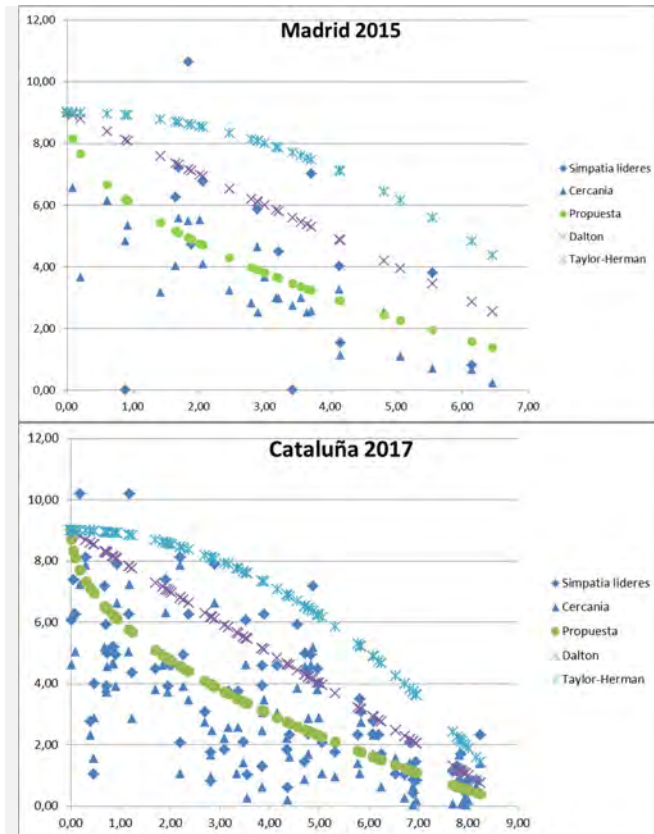 Madrid 2015
12,00
10,00
8,00
6,00
4,00
2,00
0,00
0,00 1,00 2,00 3,00 4,00 5,00 6,00 7,00
Simpatia lideres
Cercania
Propuesta
Dalton
Taylor-Herman
Cataluña 2017
12,00
10,00
8,00
6,00
4,00
2,00
0,00
0,00 1,00 2,00 3,00 4,00 5,00 6,00 7,00 8,00 9,00
Simpatia lideres
Cercania
Propuesta
Dalton
Taylor-Herman